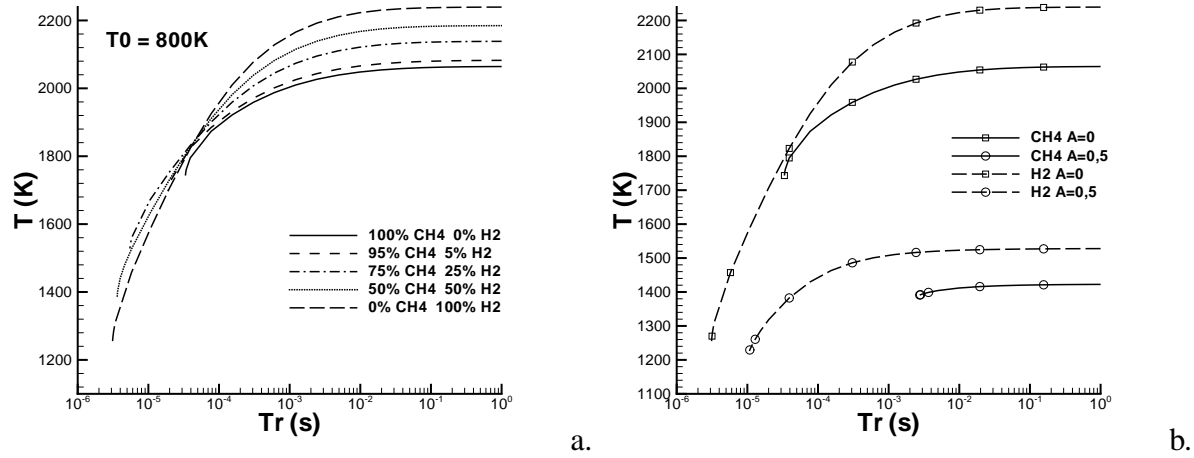 T (K)
2200
2000
1800
1600
1400
1200
T0 = 800K
100% CH4 0% H2
95% CH4 5% H2
75% CH4 25% H2
50% CH4 50% H2
0% CH4 100% H2
10-6 10-5 10-4 10-3 10-2 10-1 100
Tr (s)
a.
T (K)
2200
2100
2000
1900
1800
1700
1600
1500
1400
1300
1200
1100
CH4 A=0
CH4 A=0,5
H2 A=0
H2 A=0,5
10-6 10-5 10-4 10-3 10-2 10-1 100
Tr (s)
b.